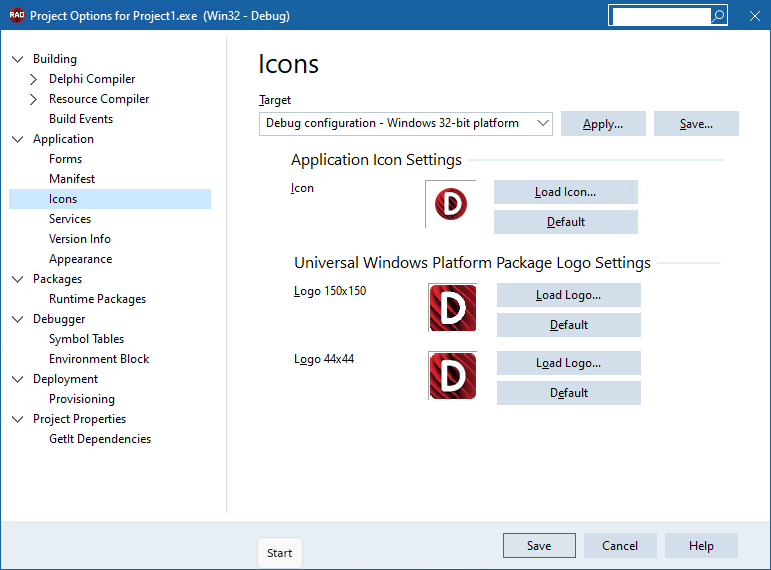 RAD Project Options for Project1.exe (Win32 - Debug)
Building
Delphi Compiler
Resource Compiler
Build Events
Application
Forms
Manifest
Icons
Services
Version Info
Appearance
Packages
Runtime Packages
Debugger
Symbol Tables
Environment Block
Deployment
Provisioning
Project Properties
GetIt Dependencies
Icons
Target
Debug configuration - Windows 32-bit platform
Apply...
Save...
Application Icon Settings
Icon
D
Load Icon...
Default
Universal Windows Platform Package Logo Settings
Logo 150x150
D
Load Logo...
Default
Logo 44x44
D
Load Logo...
Default
Start
Save
Cancel
Help